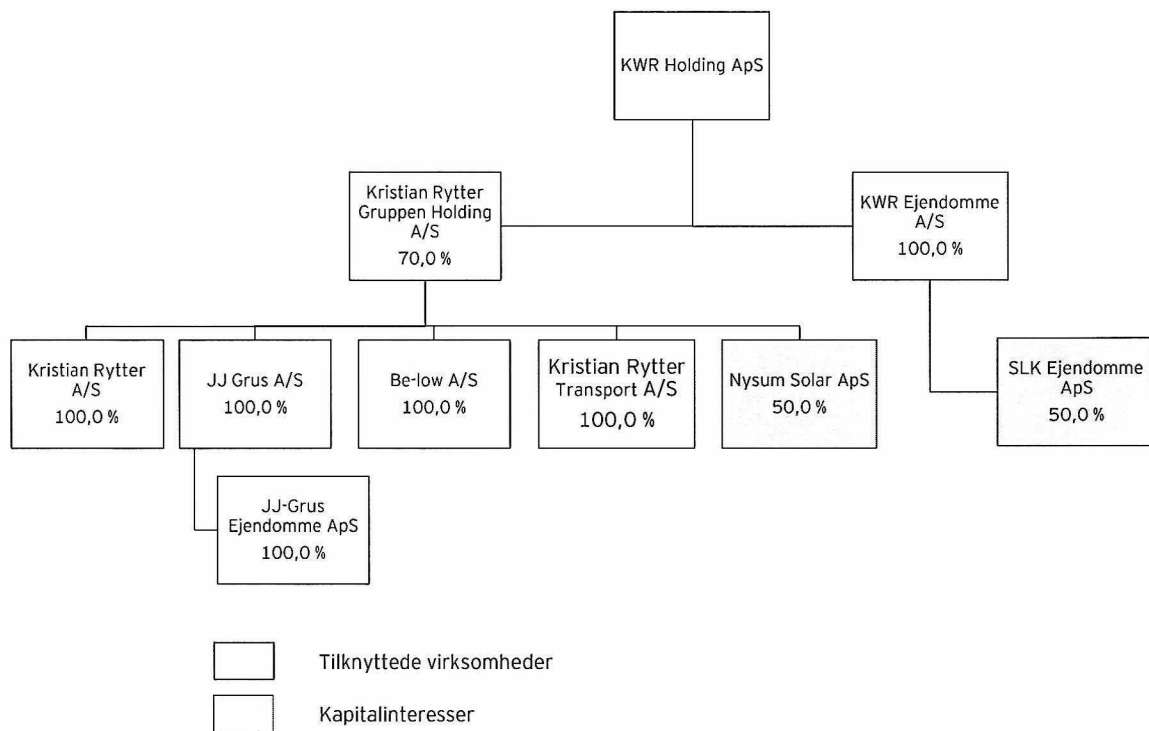 KWR Holding ApS
Kristian Rytter
Gruppen Holding
A/S
70,0 %
KWR Ejendomme
A/S
100,0 %
Kristian Rytter
A/S
100,0 %
JJ Grus A/S
100,0 %
Be-low A/S
100,0 %
Kristian Rytter
Transport A/S
100,0 %
Nysum Solar ApS
50,0 %
SLK Ejendomme
ApS
50,0 %
JJ-Grus
Ejendomme ApS
100,0 %
Tilknyttede virksomheder
Kapitalinteresser